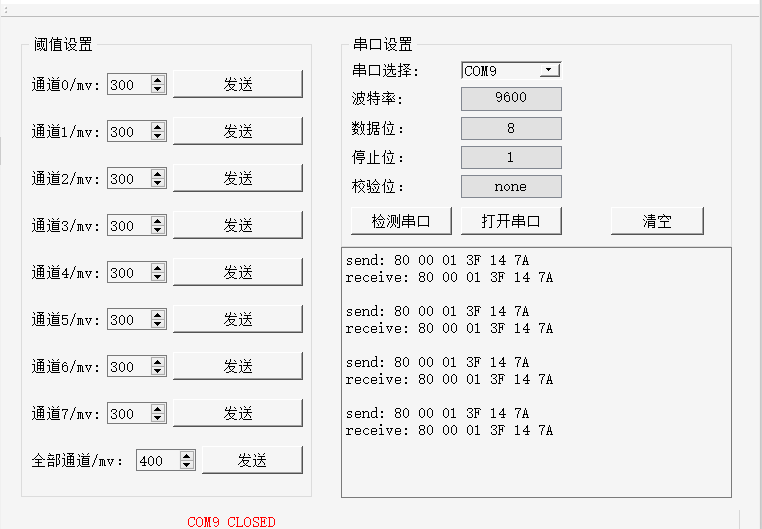 阈值设置
通道0/mv: 300 发送
通道1/mv: 300 发送
通道2/mv: 300 发送
通道3/mv: 300 发送
通道4/mv: 300 发送
通道5/mv: 300 发送
通道6/mv: 300 发送
通道7/mv: 300 发送
全部通道/mv: 400 发送
串口设置
串口选择: COM9
波特率: 9600
数据位: 8
停止位: 1
校验位: none
检测串口 打开串口 清空
send: 80 00 01 3F 14 7A
receive: 80 00 01 3F 14 7A
send: 80 00 01 3F 14 7A
receive: 80 00 01 3F 14 7A
send: 80 00 01 3F 14 7A
receive: 80 00 01 3F 14 7A
send: 80 00 01 3F 14 7A
receive: 80 00 01 3F 14 7A
COM9 CLOSED